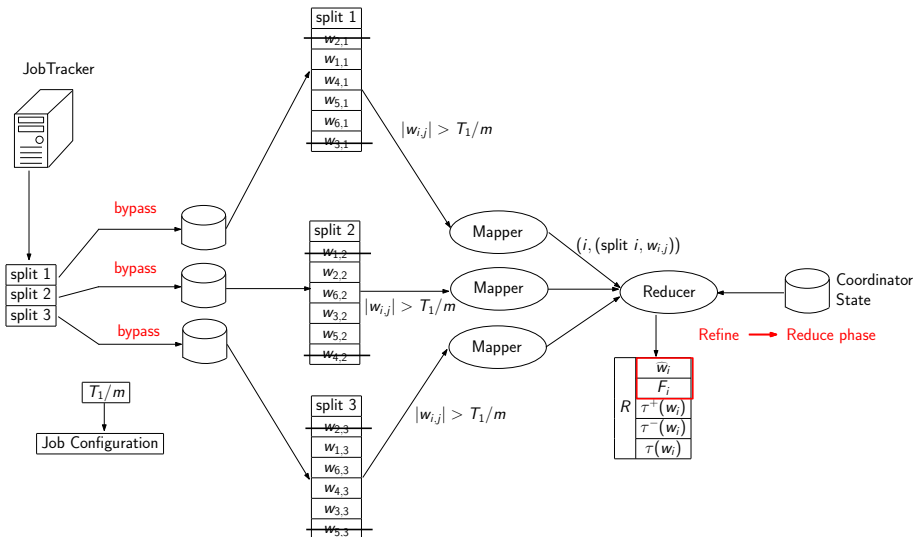 JobTracker
split 1
split 2
split 3
T₁/m
Job Configuration
bypass
bypass
bypass
split 1
w₂,₁
w₁,₁
w₄,₁
w₅,₁
w₆,₁
w₃,₁
split 2
w₁,₂
w₂,₂
w₆,₂
w₃,₂
w₅,₂
w₄,₂
split 3
w₂,₃
w₁,₃
w₆,₃
w₄,₃
w₃,₃
w₅,₃
|wᵢ,ⱼ| > T₁/m
|wᵢ,ⱼ| > T₁/m
|wᵢ,ⱼ| > T₁/m
Mapper
Mapper
Mapper
(i, (split i, wᵢ,ⱼ))
Reducer
Coordinator
State
Refine → Reduce phase
R
ŵᵢ
Fᵢ
τ⁺(wᵢ)
τ⁻(wᵢ)
τ(wᵢ)